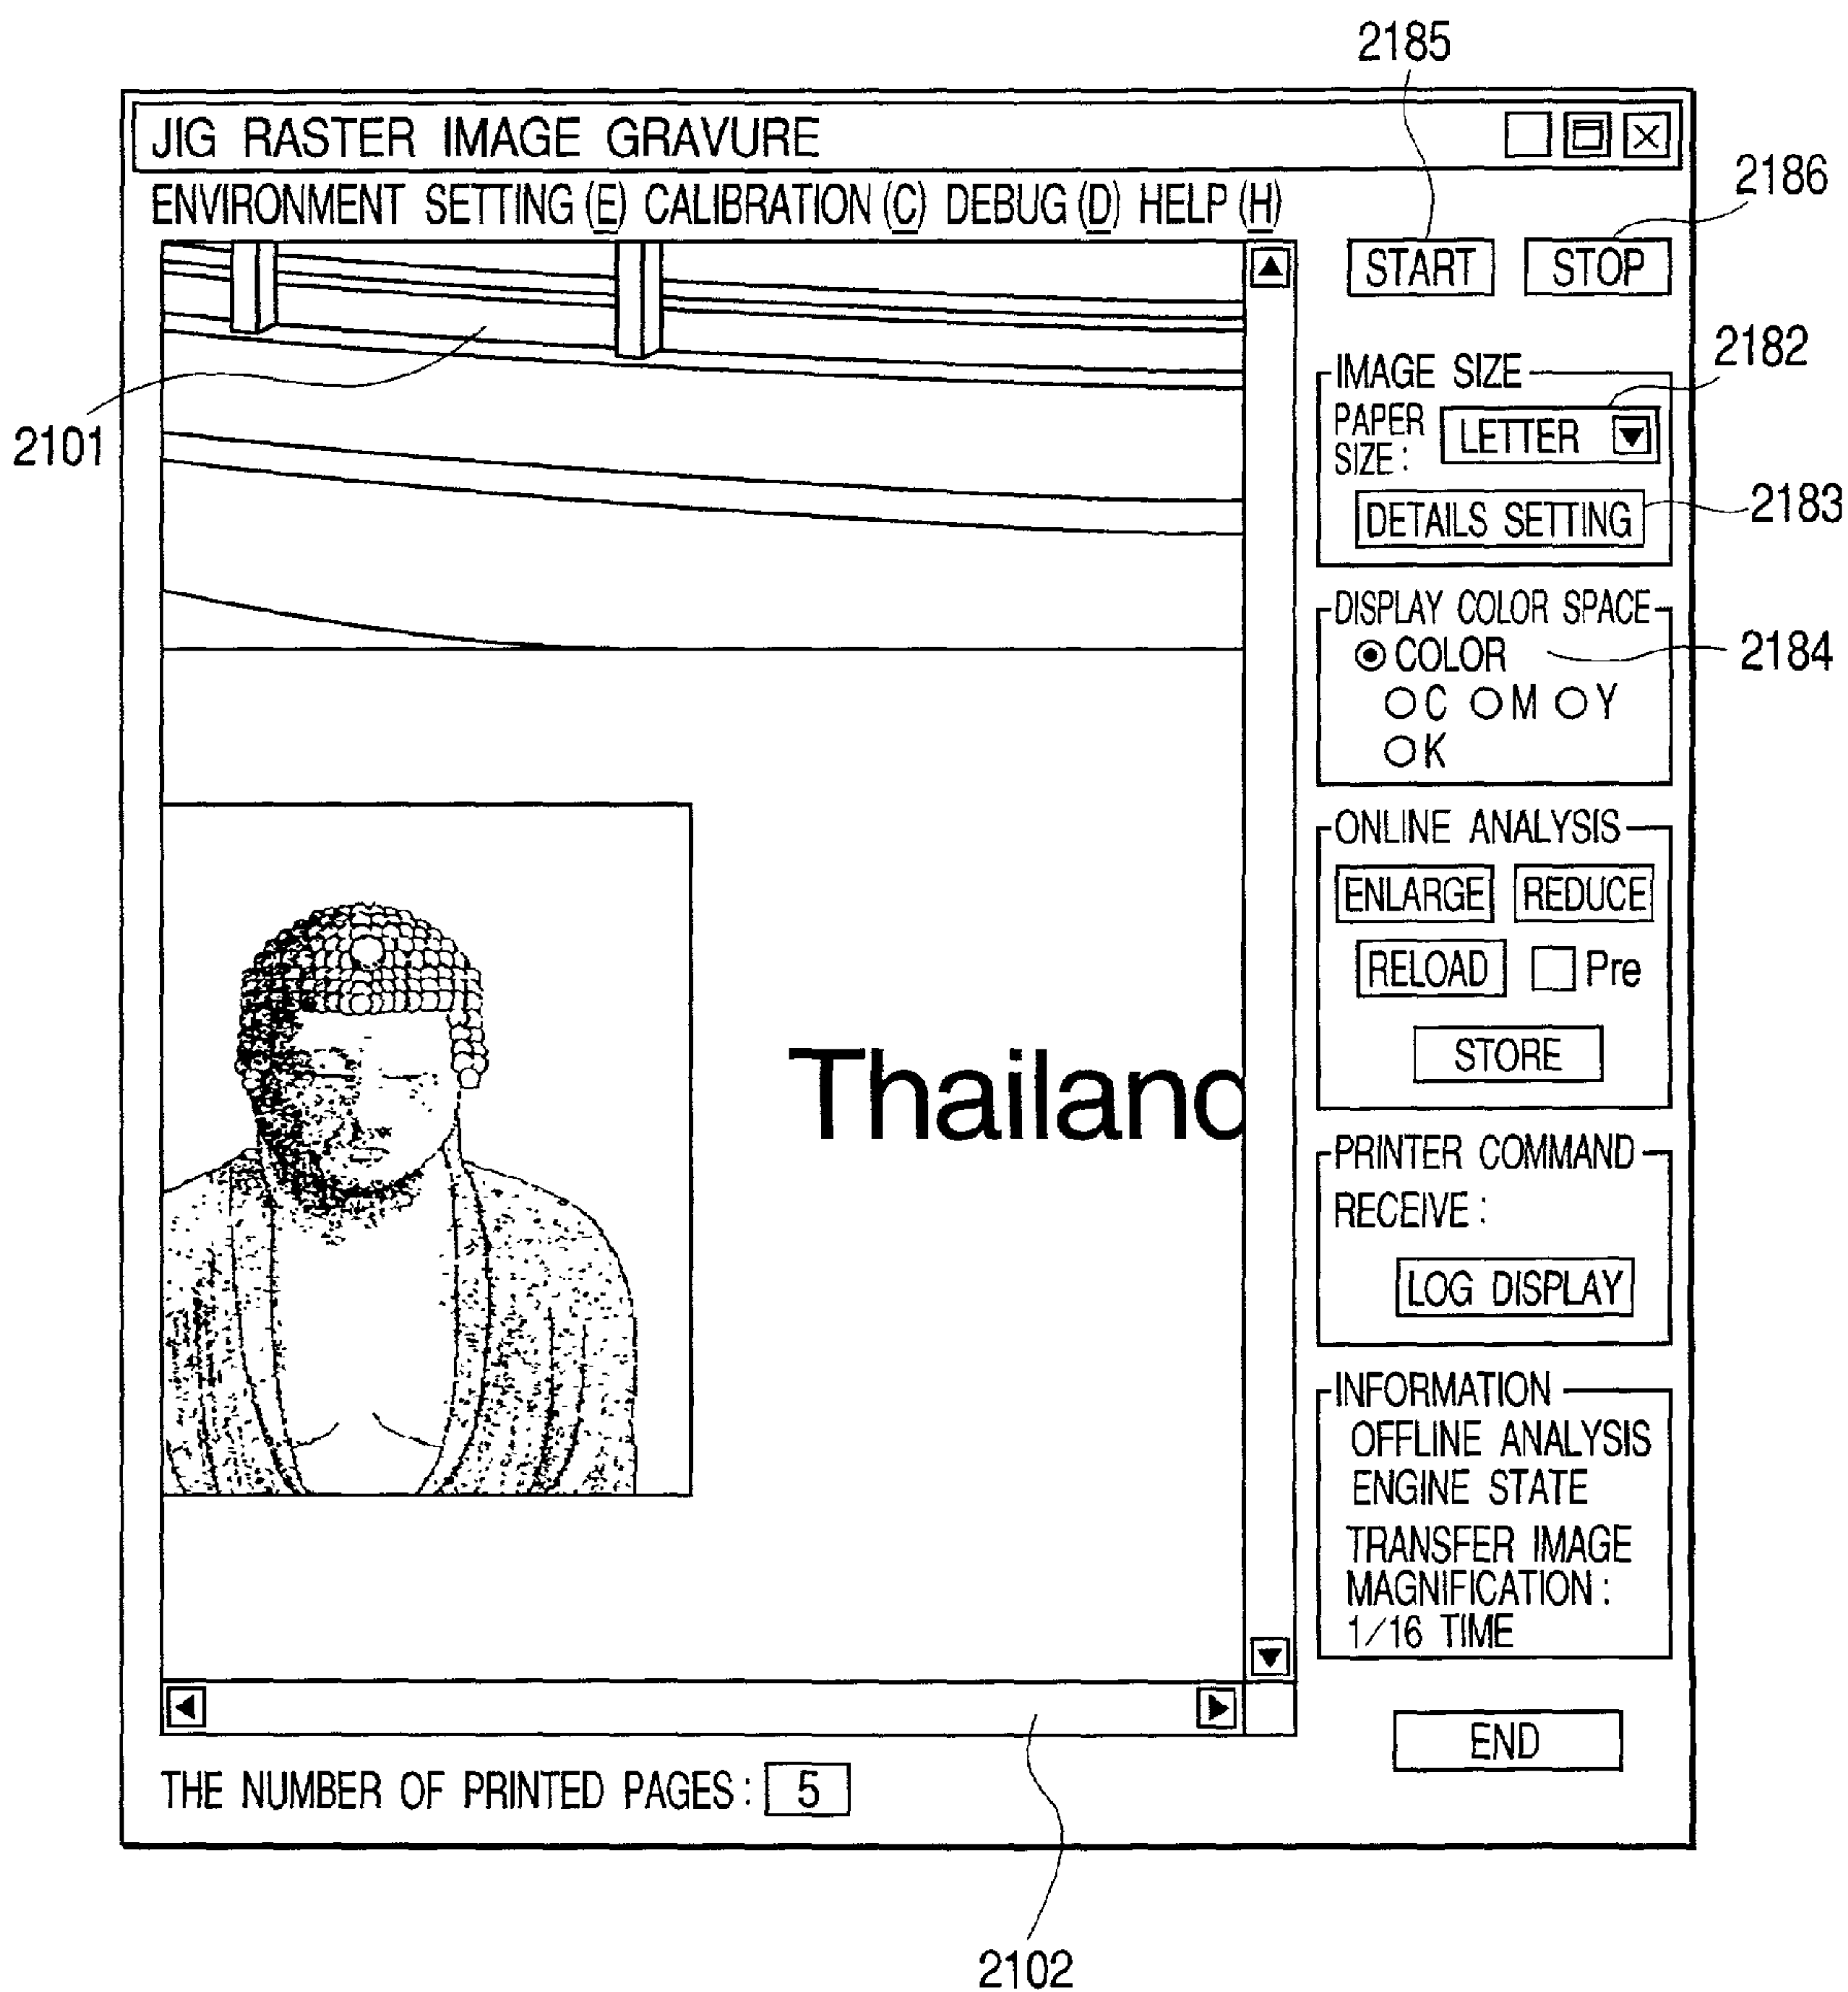 2185
JIG RASTER IMAGE GRAVURE
2186
ENVIRONMENT SETTING (E) CALIBRATION (C) DEBUG (D) HELP (H)
START STOP
2182
IMAGE SIZE
2101
PAPER SIZE : LETTER
DETAILS SETTING
2183
DISPLAY COLOR SPACE
COLOR
2184
C M Y
K
ONLINE ANALYSIS
ENLARGE REDUCE
RELOAD Pre
STORE
Thailand
PRINTER COMMAND
RECEIVE :
LOG DISPLAY
INFORMATION
OFFLINE ANALYSIS
ENGINE STATE
TRANSFER IMAGE
MAGNIFICATION :
1/16 TIME
END
THE NUMBER OF PRINTED PAGES : 5
2102